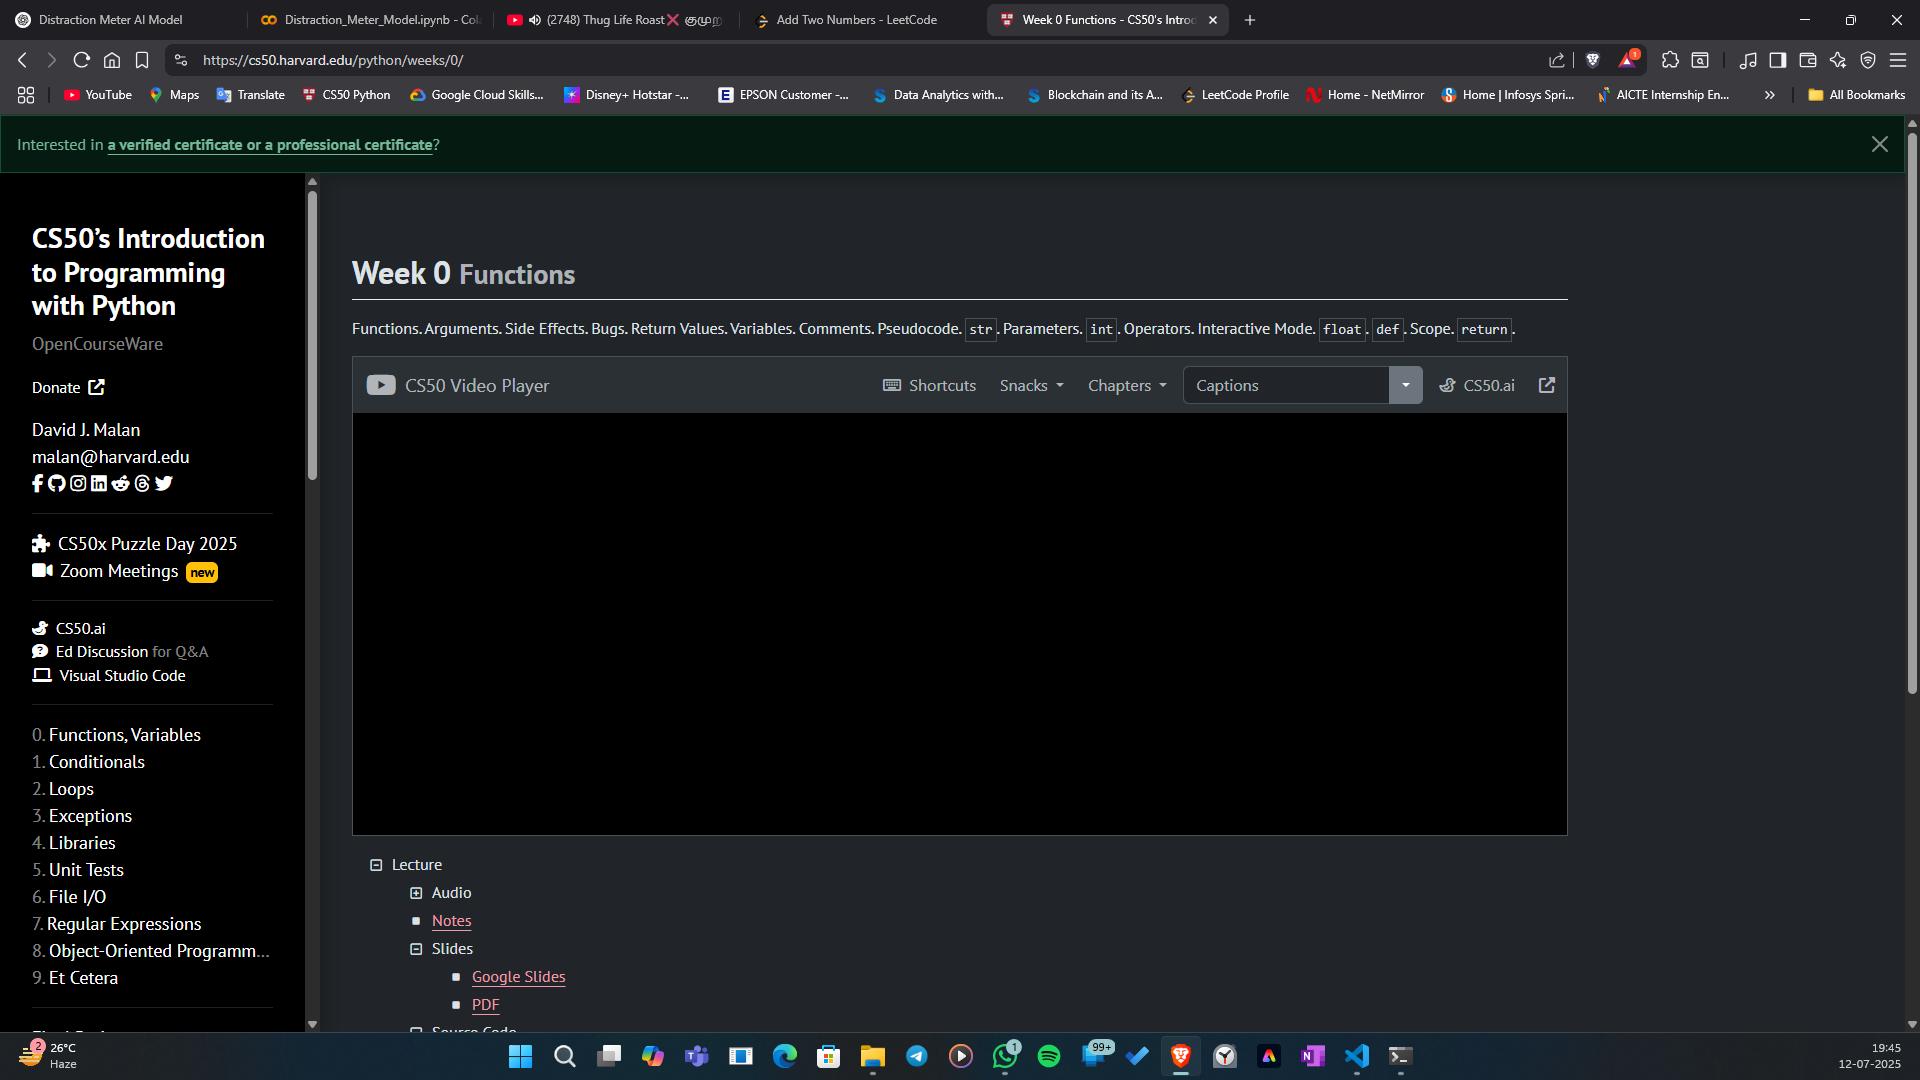 Distraction Meter AI Model
Distraction_Meter_Model.ipynb - Col
(2748) Thug Life Roast❌ குமுற
Add Two Numbers - LeetCode
Week 0 Functions - CS50's Intro
https://cs50.harvard.edu/python/weeks/0/
1
YouTube
Maps
Translate
CS50 Python
Google Cloud Skills...
Disney+ Hotstar -...
EPSON Customer -...
Data Analytics with...
Blockchain and its A...
LeetCode Profile
Home - NetMirror
Home | Infosys Spri...
AICTE Internship En...
All Bookmarks
Interested in a verified certificate or a professional certificate?
CS50's Introduction
to Programming
with Python
OpenCourseWare
Donate
David J. Malan
malan@harvard.edu
CS50x Puzzle Day 2025
Zoom Meetings new
CS50.ai
Ed Discussion for Q&A
Visual Studio Code
0. Functions, Variables
1. Conditionals
2. Loops
3. Exceptions
4. Libraries
5. Unit Tests
6. File I/O
7. Regular Expressions
8. Object-Oriented Programm...
9. Et Cetera
Week 0 Functions
Functions. Arguments. Side Effects. Bugs. Return Values. Variables. Comments. Pseudocode. str. Parameters. int. Operators. Interactive Mode. float. def. Scope. return.
CS50 Video Player
Shortcuts
Snacks
Chapters
Captions
CS50.ai
Lecture
Audio
Notes
Slides
Google Slides
PDF
Source Code
2
26°C
Haze
1
99+
19:45
12-07-2025